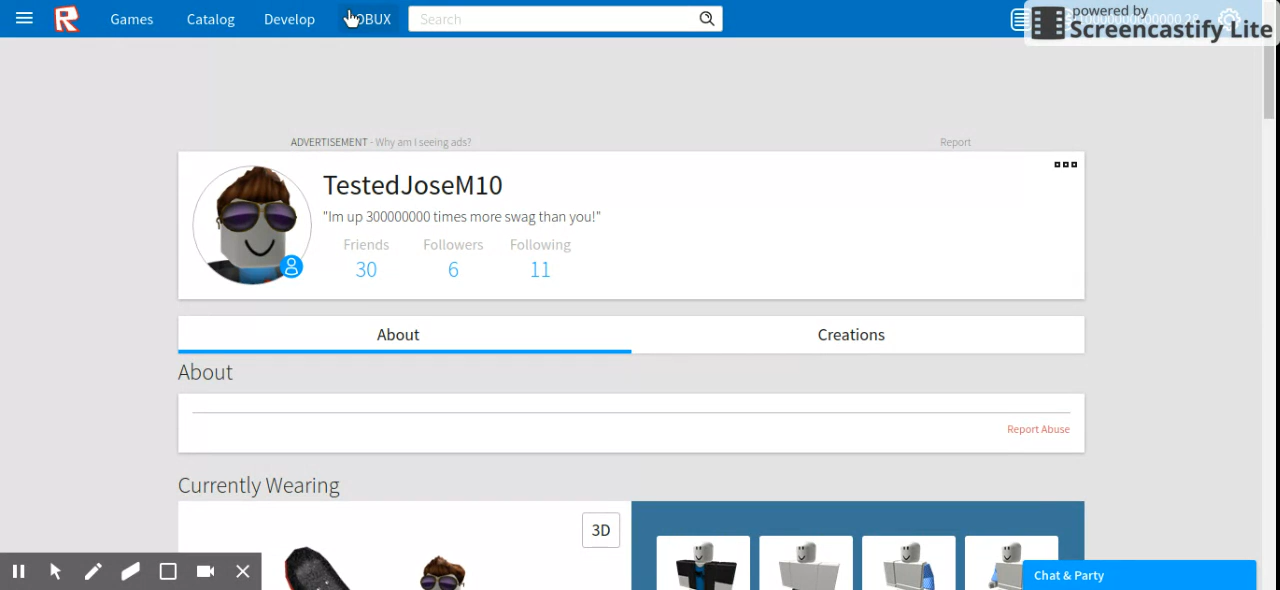 Games Catalog Develop ROBUX Search
powered by
Screencastify Lite
ADVERTISEMENT - Why am I seeing ads? Report
TestedJoseM10
"Im up 300000000 times more swag than you!"
Friends Followers Following
30 6 11
About Creations
About
Report Abuse
Currently Wearing
3D
Chat & Party